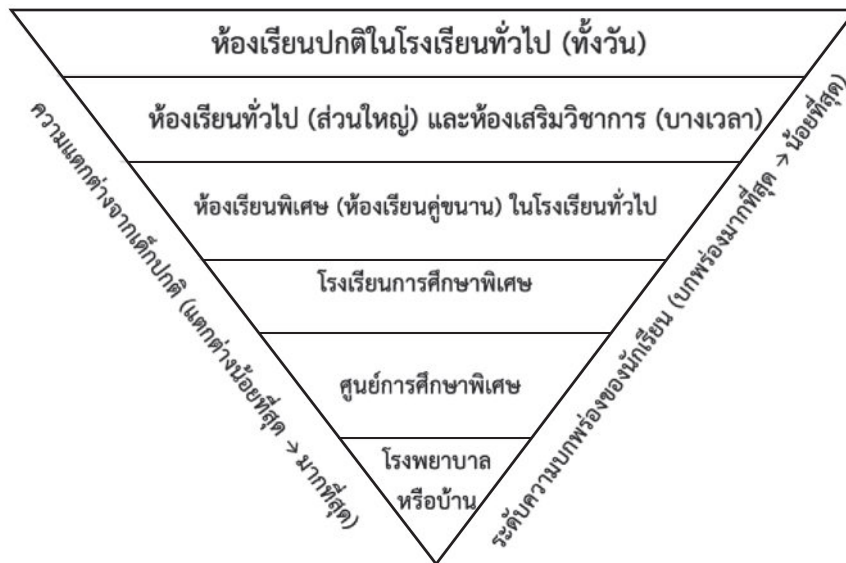 ห้องเรียนปกติในโรงเรียนทั่วไป (ทั้งวัน)
ห้องเรียนทั่วไป (ส่วนใหญ่) และห้องเสริมวิชาการ (บางเวลา)
ห้องเรียนพิเศษ (ห้องเรียนคู่ขนาน) ในโรงเรียนทั่วไป
โรงเรียนการศึกษาพิเศษ
ศูนย์การศึกษาพิเศษ
โรงพยาบาล
หรือบ้าน
ความแตกต่างจากเด็กปกติ (แตกต่างน้อยที่สุด → มากที่สุด)
ระดับความบกพร่องของนักเรียน (บกพร่องมากที่สุด → น้อยที่สุด)